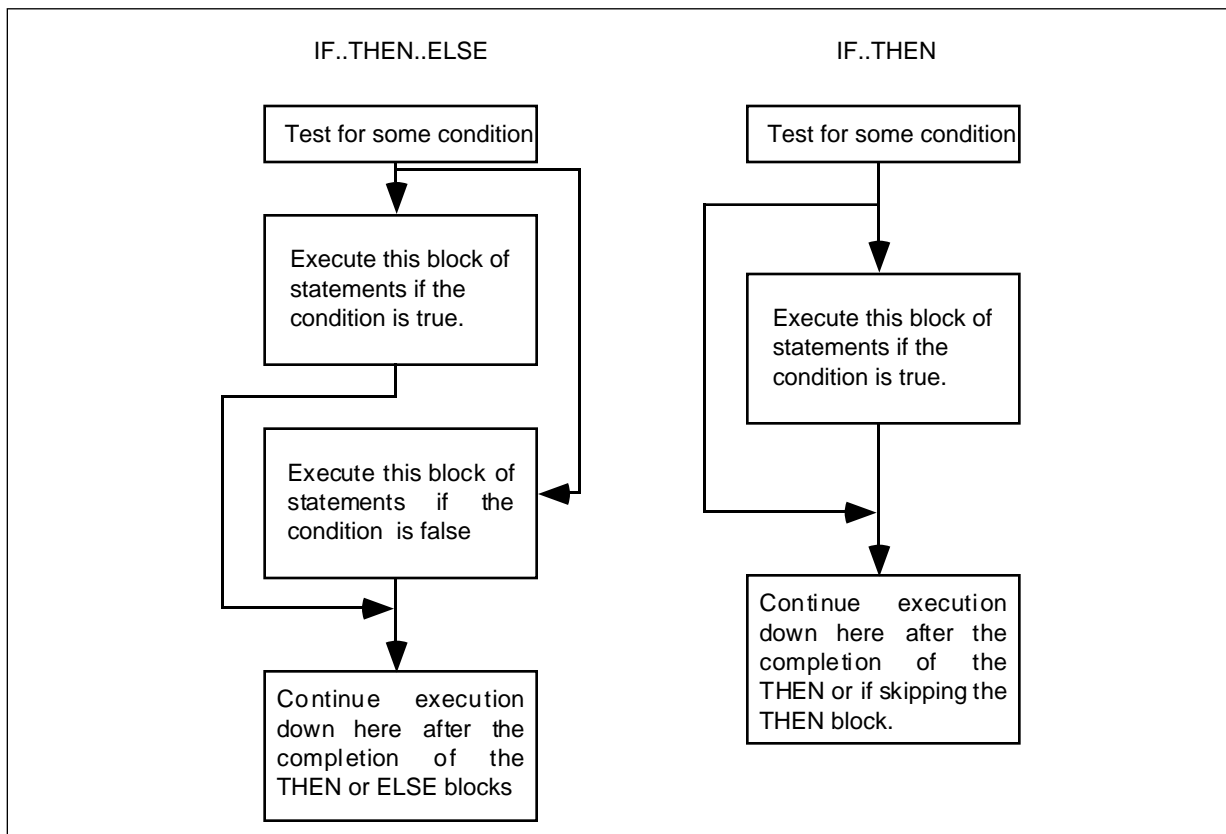 IF..THEN..ELSE
Test for some condition
Execute this block of
statements if the
condition is true.
Execute this block of
statements if the
condition is false
Continue execution
down here after the
completion of the
THEN or ELSE blocks
IF..THEN
Test for some condition
Execute this block of
statements if the
condition is true.
Continue execution
down here after the
completion of the
THEN or if skipping the
THEN block.